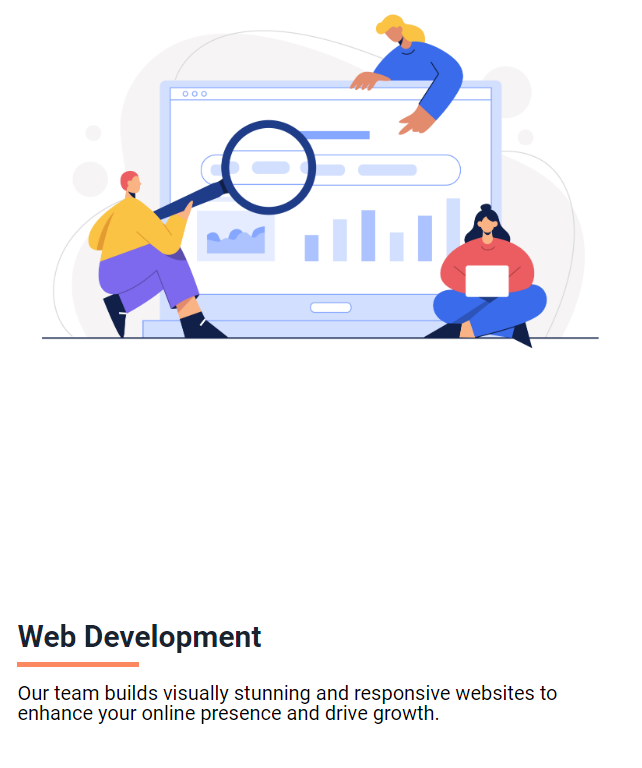 Web Development
Our team builds visually stunning and responsive websites to
enhance your online presence and drive growth.